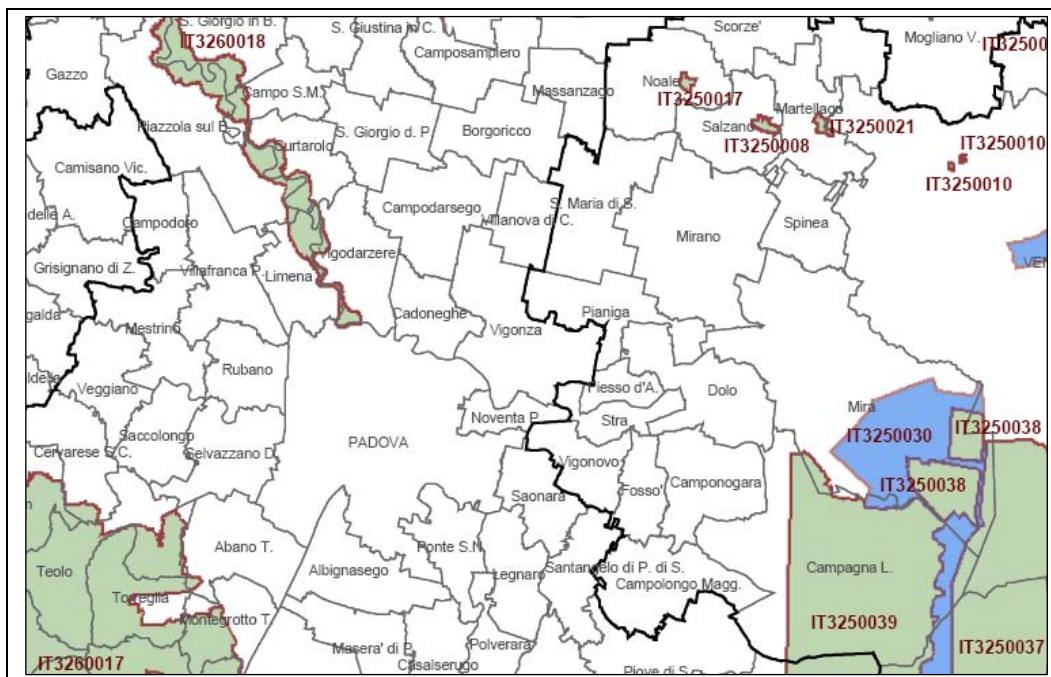 S. Giorgio in B.
IT3260018
S. Giustina in C.
Camposampiero
Scorze'
Mogliano V.
IT32500
Gazzo
Campo S.M.
Massanzago
Noale
IT3250017
Martellago
IT3250021
Piazzola sul B.
S. Giorgio d. P.
Borgoricco
Salzano
IT3250008
Curtarolo
IT3250010
IT3250010
Camisano Vic.
delle A.
Campodoro
Campodarsego
Villanova di C.
S. Maria di S.
Mirano
Spinea
Grisignano di Z.
Villafranca P.
Limena
Vigodarzere
VEN
galda
Mestrino
Cadoneghe
Vigonza
Pianiga
Rubano
Veggiano
Fiesso d'A.
Dolo
Noventa P.
Stra
Mira
IT3250030
IT3250038
PADOVA
Saccolongo
Cervarese S.C.
Selvazzano D.
Vigonovo
Fosso'
Camponogara
IT3250038
Saonara
Abano T.
Ponte S.N.
Teolo
Albignasego
Legnaro
Santangelo di P. di S.
Campolongo Magg.
Campagna L.
Torreglia
Montegrotto T.
IT3250039
Masera' di P.
Polverara
IT3250037
IT3260017
Casalserugo
Piove di S.